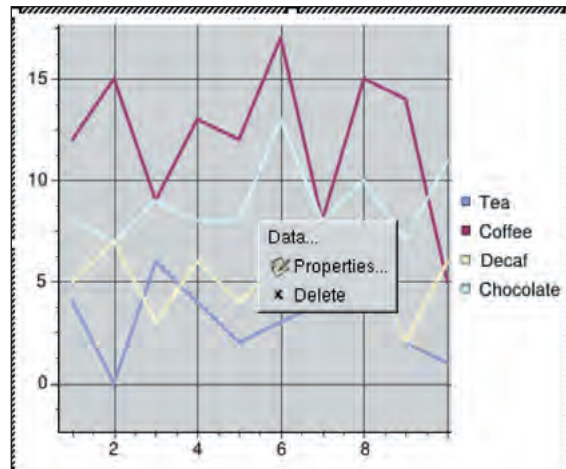 15
10
5
0
2
4
6
8
Tea
Coffee
Decaf
Chocolate
Data...
Properties...
Delete